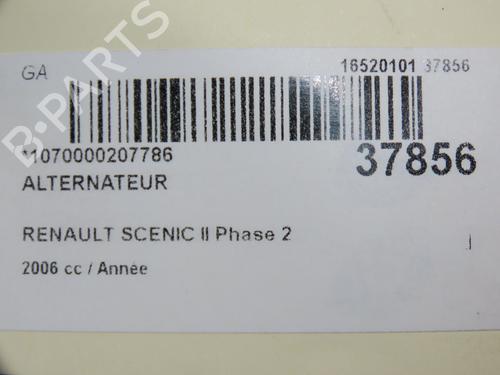 GA
16520101 37856
*1070000207786
37856
ALTERNATEUR
RENAULT SCENIC II Phase 2
2006 cc / Année
B-PARTS